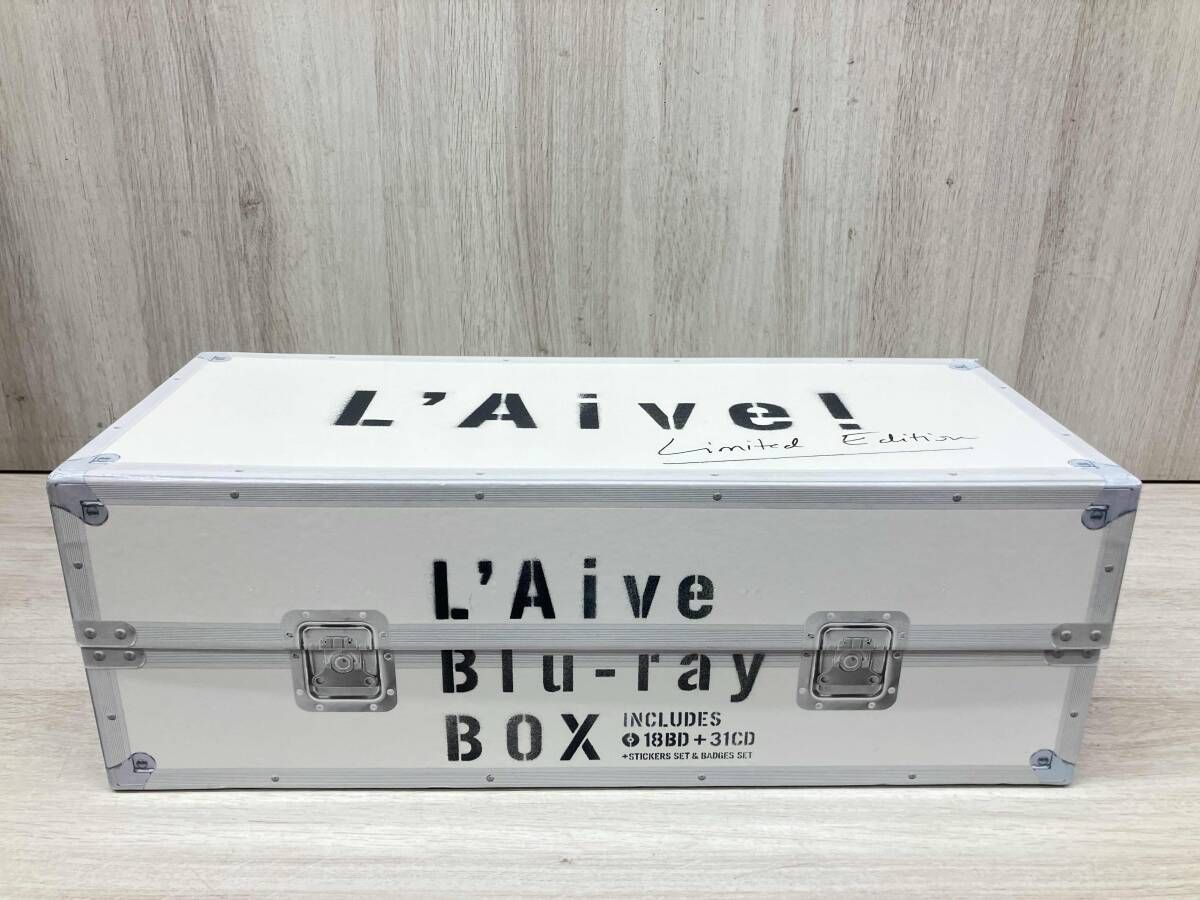 L'Aive!
Limited Edition
L'Aive
Blu-ray
BOX
INCLUDES
18BD+31CD
+STICKERS SET & BADGES SET